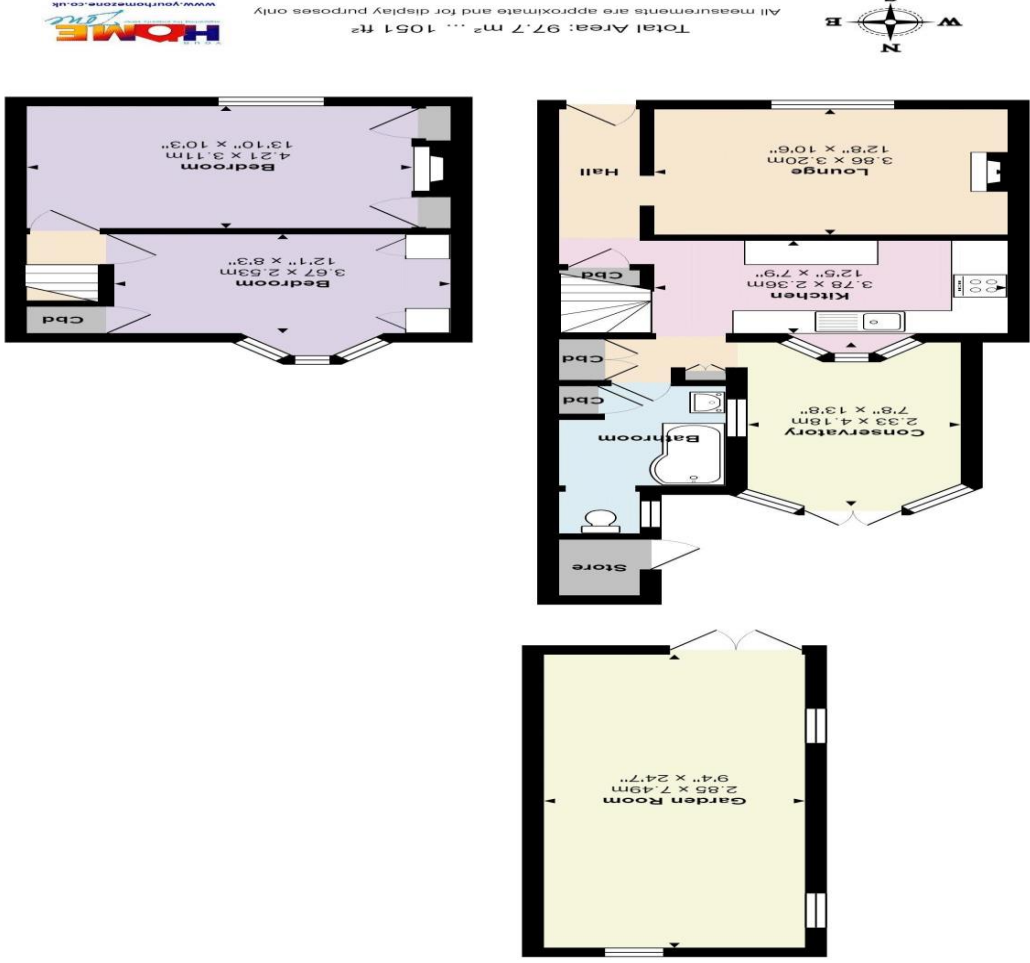 Garden Room
2.85 x 7.49m
9'4" x 24'7"
Store
Bathroom
Cbd
Cbd
Conservatory
2.33 x 4.18m
7'8" x 13'8"
Kitchen
3.78 x 2.36m
12'5" x 7'9"
Cbd
Lounge
3.86 x 3.20m
12'8" x 10'6"
Hall
Cbd
Bedroom
3.67 x 2.53m
12'1" x 8'3"
Bedroom
4.21 x 3.11m
13'10" x 10'3"
N
W
E
Total Area: 97.7 m² ... 1051 ft²
All measurements are approximate and for display purposes only
YOUR
HOME
Zone
www.yourhomezone.co.uk